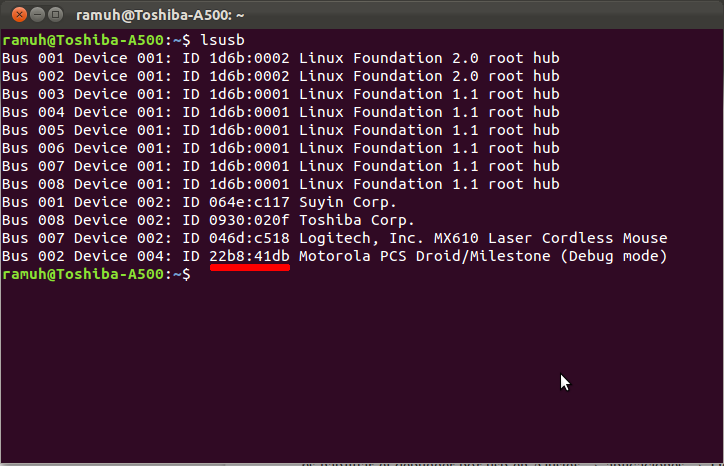 ramuh@Toshiba-A500: ~
ramuh@Toshiba-A500:~$ lsusb
Bus 001 Device 001: ID 1d6b:0002 Linux Foundation 2.0 root hub
Bus 002 Device 001: ID 1d6b:0002 Linux Foundation 2.0 root hub
Bus 003 Device 001: ID 1d6b:0001 Linux Foundation 1.1 root hub
Bus 004 Device 001: ID 1d6b:0001 Linux Foundation 1.1 root hub
Bus 005 Device 001: ID 1d6b:0001 Linux Foundation 1.1 root hub
Bus 006 Device 001: ID 1d6b:0001 Linux Foundation 1.1 root hub
Bus 007 Device 001: ID 1d6b:0001 Linux Foundation 1.1 root hub
Bus 008 Device 001: ID 1d6b:0001 Linux Foundation 1.1 root hub
Bus 001 Device 002: ID 064e:c117 Suyin Corp.
Bus 008 Device 002: ID 0930:020f Toshiba Corp.
Bus 007 Device 002: ID 046d:c518 Logitech, Inc. MX610 Laser Cordless Mouse
Bus 002 Device 004: ID 22b8:41db Motorola PCS Droid/Milestone (Debug mode)
ramuh@Toshiba-A500:~$